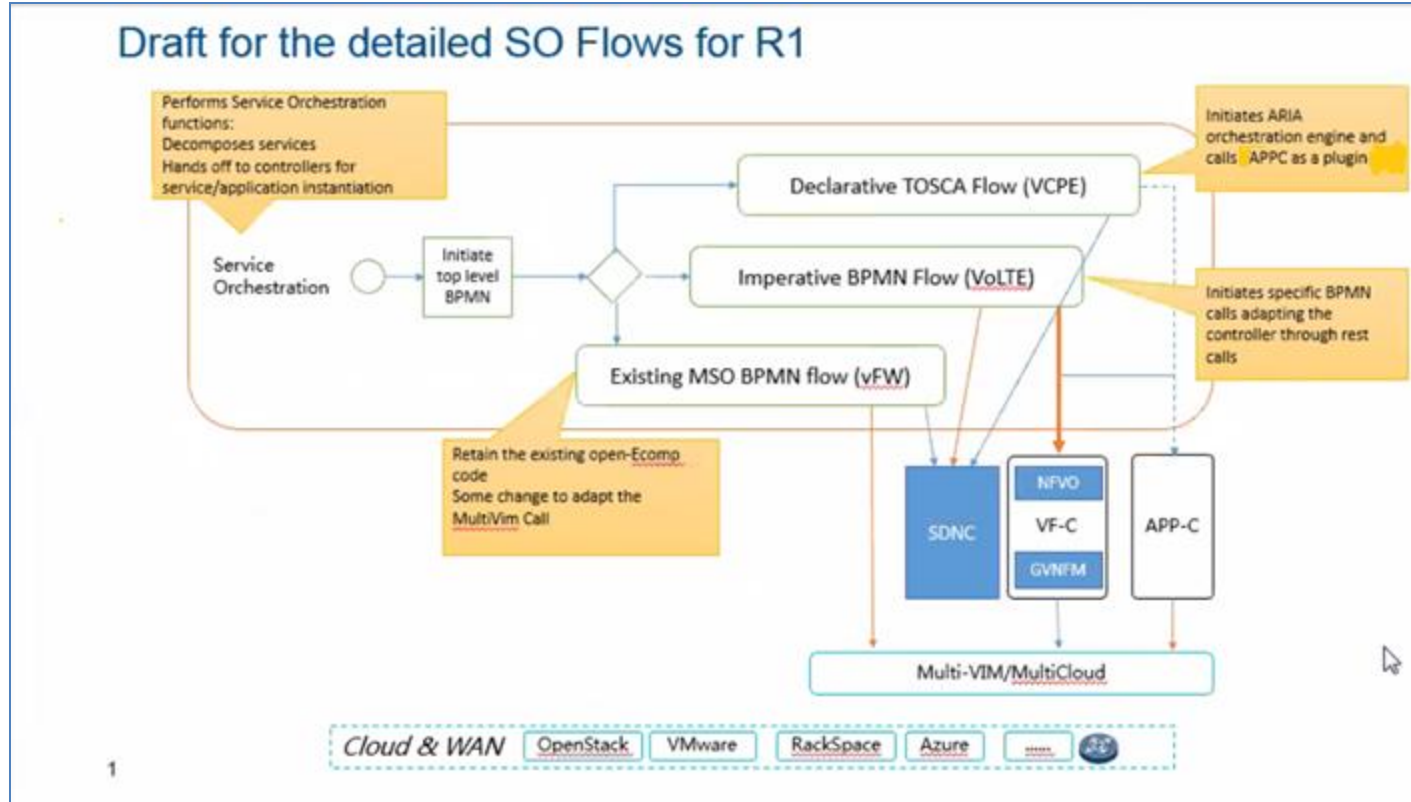 Draft for the detailed SO Flows for R1
Performs Service Orchestration
functions:
Decomposes services
Hands off to controllers for
service/application instantiation
Initiates ARIA
orchestration engine and
calls APPC as a plugin
Declarative TOSCA Flow (VCPE)
Service
Orchestration
Initiate
top level
BPMN
Imperative BPMN Flow (VoLTE)
Initiates specific BPMN
calls adapting the
controller through rest
calls
Existing MSO BPMN flow (vFW)
Retain the existing open-Ecomp
code
Some change to adapt the
MultiVim Call
SDNC
NFVO
VF-C
GVNFM
APP-C
Multi-VIM/MultiCloud
Cloud & WAN
OpenStack
VMware
RackSpace
Azure
......
1